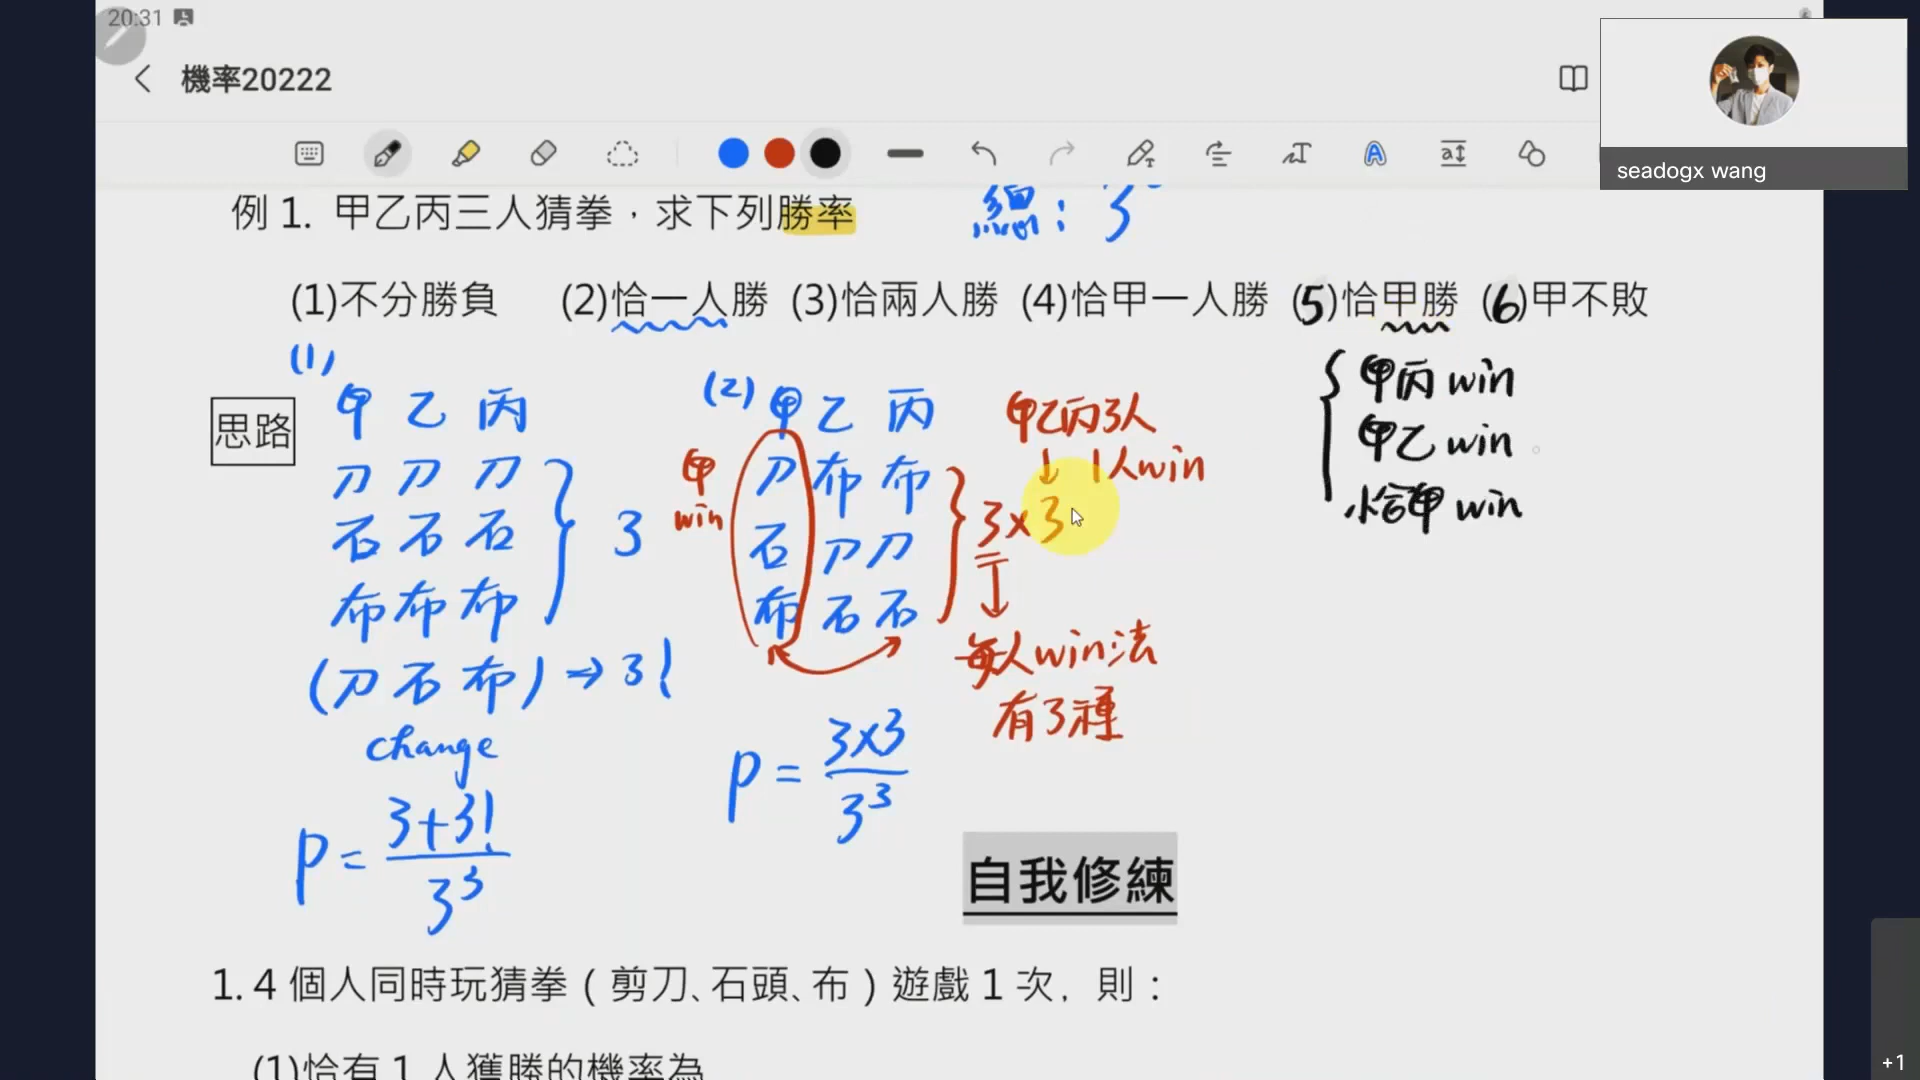 20:31
機率20222
seadogx wang
例 1. 甲乙丙三人猜拳，求下列勝率
總: 3
(1)不分勝負 (2)恰一人勝 (3)恰兩人勝 (4)恰甲一人勝 (5)恰甲勝 (6)甲不敗
思路
(1)
甲 乙 丙
刀 刀 刀
石 石 石
布 布 布
} 3
(刀 石 布) → 3!
change
P = (3+3!)/3³
(2) 甲 乙 丙
甲 win
刀 布 布
石 刀 刀
布 石 石
甲乙丙3人
↓ 1人win
3×3
↓
每人win法
有3種
P = (3×3)/3³
甲丙 win
甲乙 win
恰甲 win
自我修練
1. 4 個人同時玩猜拳 ( 剪刀、石頭、布 ) 遊戲 1 次，則：
(1)恰有 1 人獲勝的機率為
+1